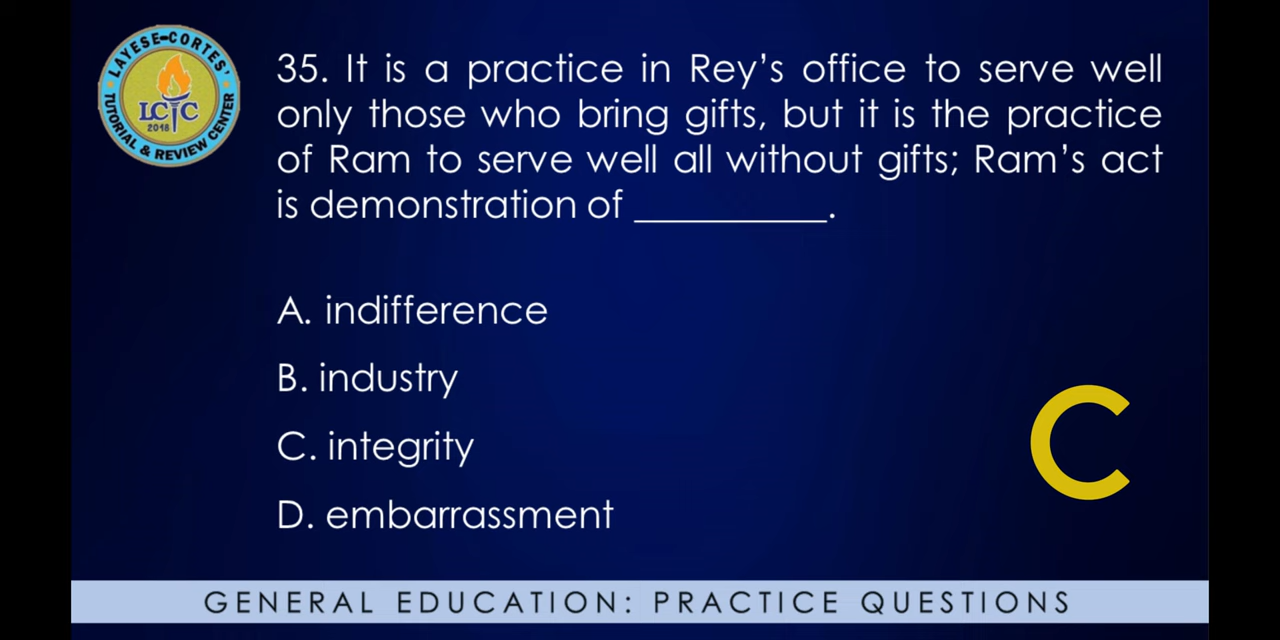 LAYESE-CORTES'
LCTC
2018
TUTORIAL & REVIEW CENTER
35. It is a practice in Rey's office to serve well
only those who bring gifts, but it is the practice
of Ram to serve well all without gifts; Ram's act
is demonstration of __________.
A. indifference
B. industry
C. integrity
D. embarrassment
C
GENERAL EDUCATION: PRACTICE QUESTIONS